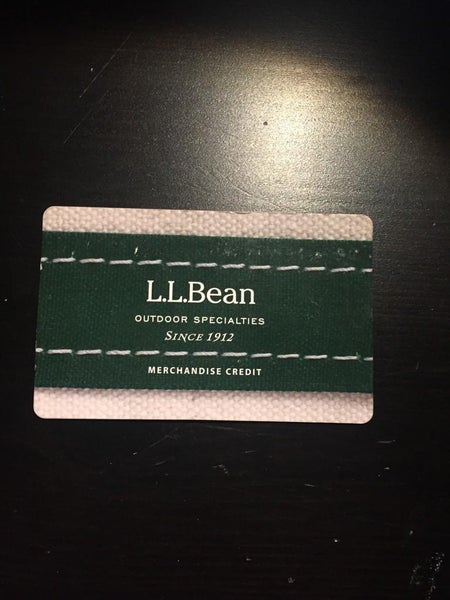 L.L.Bean
OUTDOOR SPECIALTIES
SINCE 1912
MERCHANDISE CREDIT